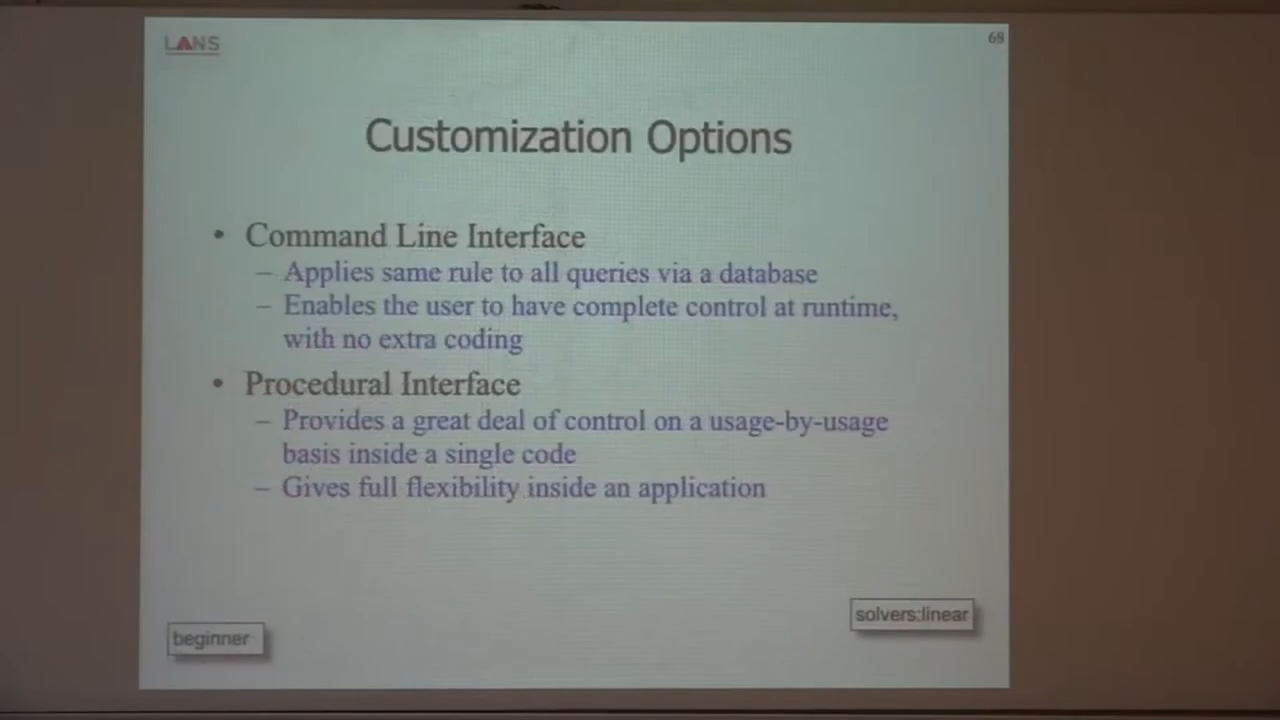 LANS
Customization Options
• Command Line Interface
– Applies same rule to all queries via a database
– Enables the user to have complete control at runtime,
with no extra coding
• Procedural Interface
– Provides a great deal of control on a usage-by-usage
basis inside a single code
– Gives full flexibility inside an application
solvers:linear
beginner